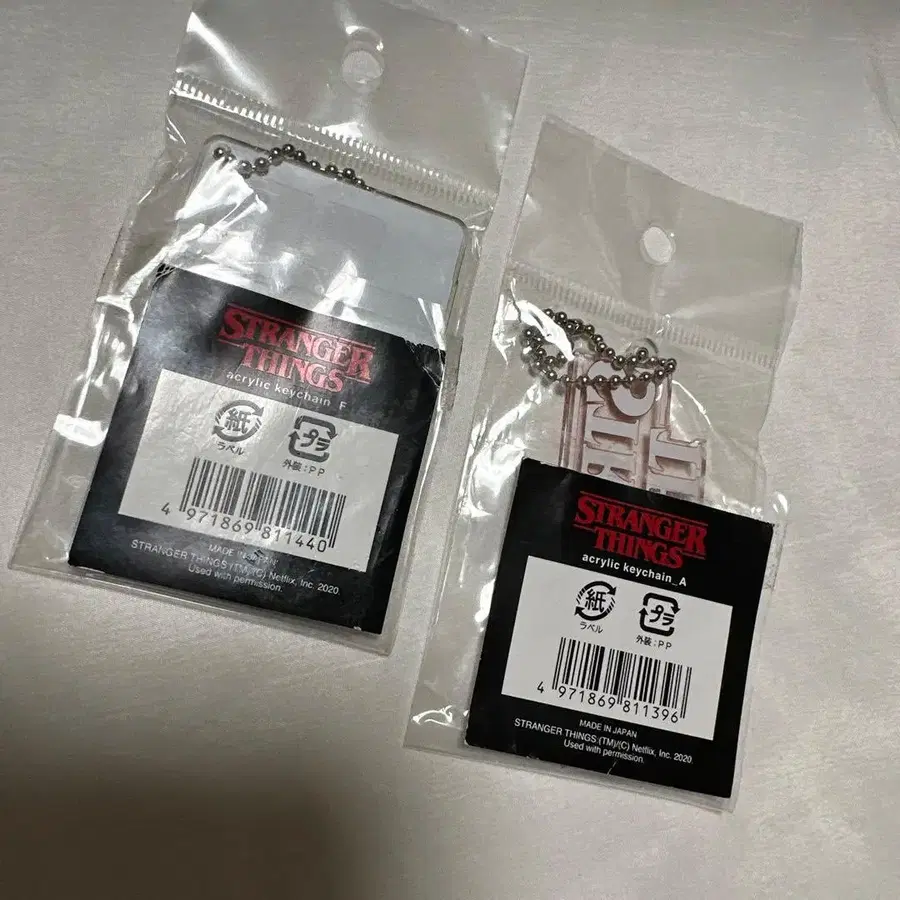 STRANGER
THINGS
acrylic keychain_F
紙
ラベル
プラ
外装:PP
4 971869 811440
MADE IN JAPAN
STRANGER THINGS (TM)/(C) Netflix, Inc. 2020.
Used with permission.
STRANGER
THINGS
acrylic keychain_A
紙
ラベル
プラ
外装:PP
4 971869 811396
MADE IN JAPAN
STRANGER THINGS (TM)/(C) Netflix, Inc. 2020.
Used with permission.